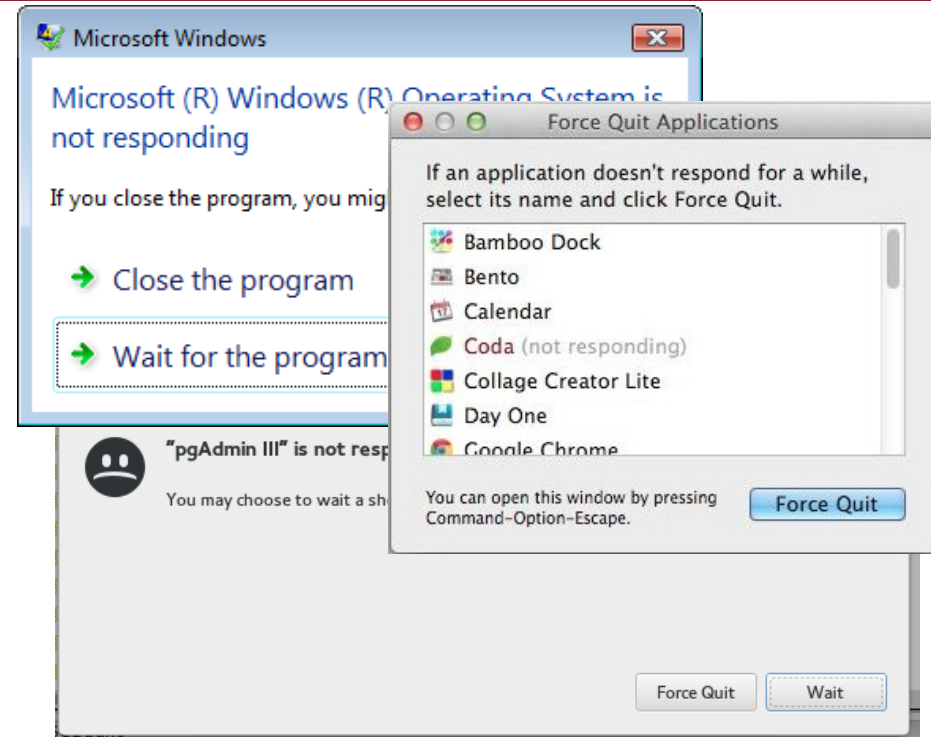 Microsoft Windows
Microsoft (R) Windows (R) Operating System is
not responding
If you close the program, you mig
Close the program
Wait for the program
Force Quit Applications
If an application doesn't respond for a while,
select its name and click Force Quit.
Bamboo Dock
Bento
Calendar
Coda (not responding)
Collage Creator Lite
Day One
Google Chrome
You can open this window by pressing
Command-Option-Escape.
Force Quit
"pgAdmin III" is not resp
You may choose to wait a sh
Force Quit
Wait